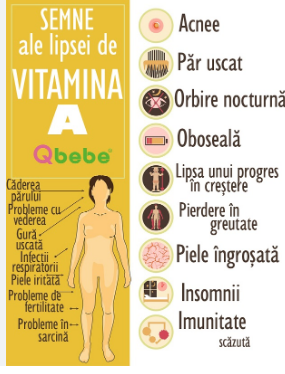 SEMNE
ale lipsei de
VITAMINA
A
Qbebe
Căderea
părului
Probleme cu
vederea
Gură
uscată
Infecții
respiratorii
Piele iritată
Probleme de
fertilitate
Probleme în
sarcină
Acnee
Păr uscat
Orbire nocturnă
Oboseală
Lipsa unui progres
în creștere
Pierdere în
greutate
Piele îngroșată
Insomnii
Imunitate
scăzută